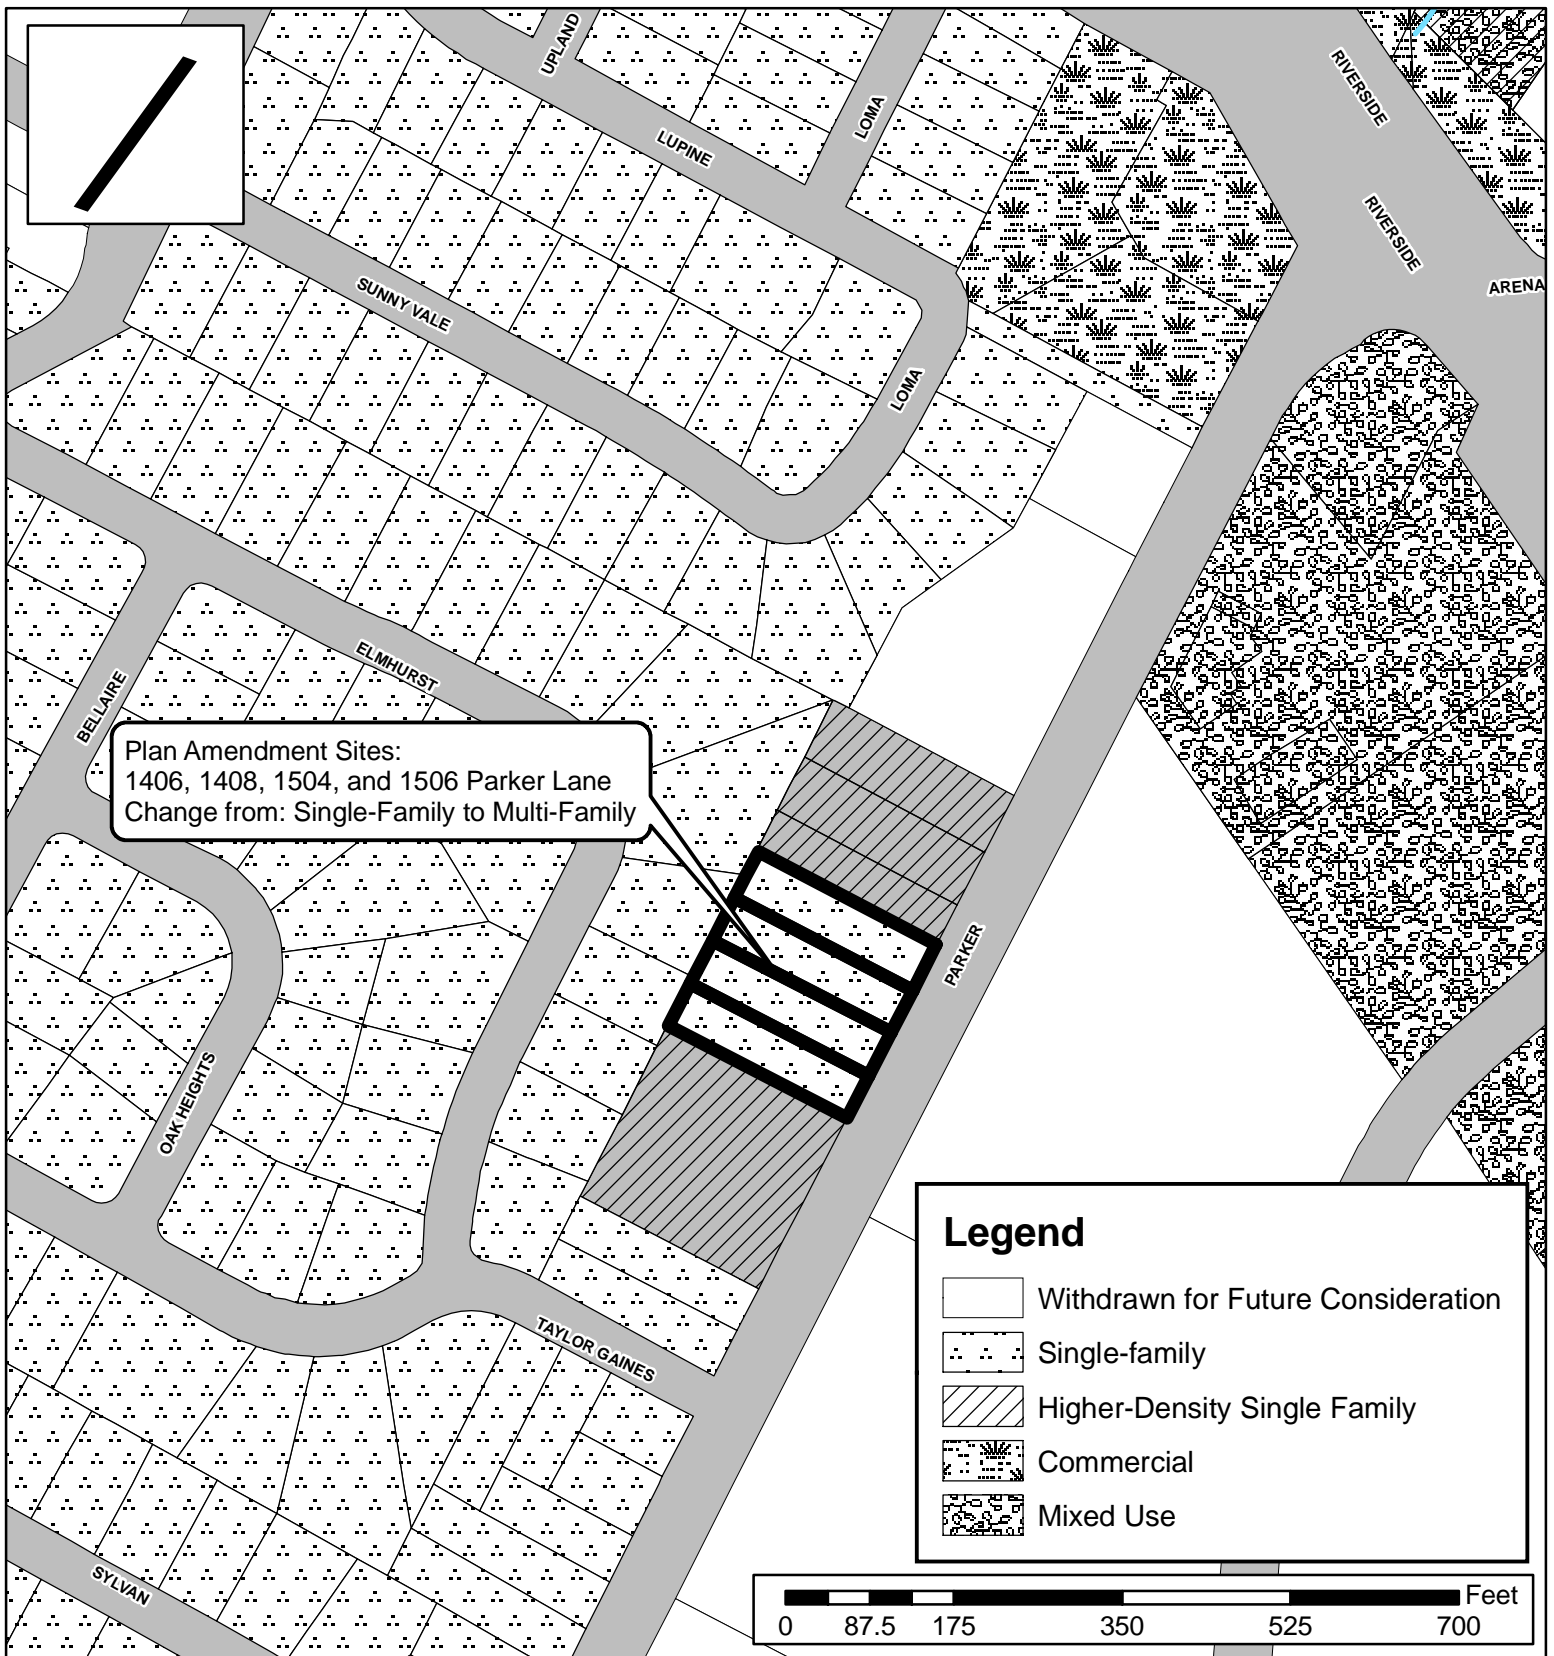 UPLAND
LUPINE
LOMA
RIVERSIDE
RIVERSIDE
ARENA
SUNNY VALE
LOMA
ELMHURST
BELLAIRE
Plan Amendment Sites:
1406, 1408, 1504, and 1506 Parker Lane
Change from: Single-Family to Multi-Family
PARKER
OAK HEIGHTS
TAYLOR GAINES
SYLVAN
Legend
Withdrawn for Future Consideration
Single-family
Higher-Density Single Family
Commercial
Mixed Use
Feet
0 87.5 175 350 525 700